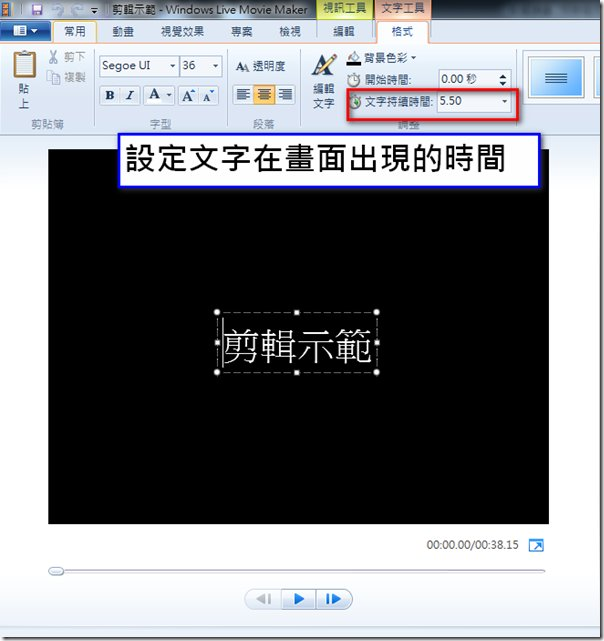 剪輯示範 - Windows Live Movie Maker
視訊工具
文字工具
常用
動畫
視覺效果
專案
檢視
編輯
格式
貼上
剪下
複製
剪貼簿
Segoe UI
36
B I A A A
字型
透明度
段落
編輯文字
背景色彩
開始時間: 0.00 秒
文字持續時間: 5.50
調整
設定文字在畫面出現的時間
剪輯示範
00:00.00/00:38.15